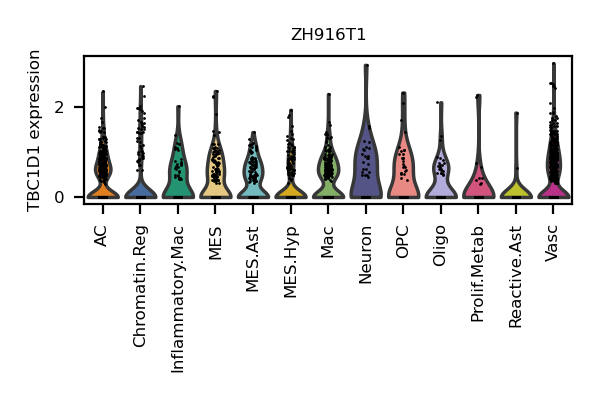 ZH916T1
TBC1D1 expression
2
0
AC
Chromatin.Reg
Inflammatory.Mac
MES
MES.Ast
MES.Hyp
Mac
Neuron
OPC
Oligo
Prolif.Metab
Reactive.Ast
Vasc